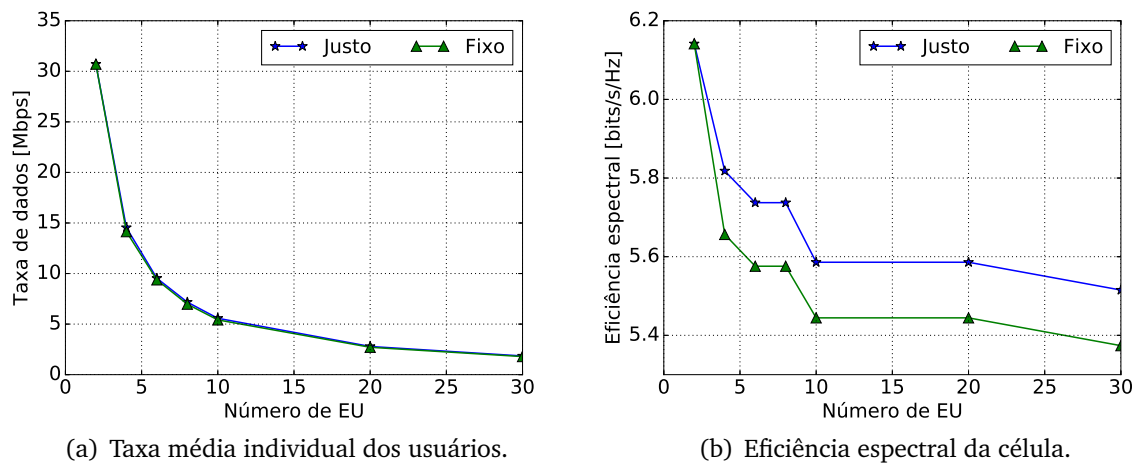 35
30
25
20
15
10
5
0
Taxa de dados [Mbps]
Justo Fixo
0 5 10 15 20 25 30
Número de EU
(a) Taxa média individual dos usuários.
6.2
6.0
5.8
5.6
5.4
Eficiência espectral [bits/s/Hz]
Justo Fixo
0 5 10 15 20 25 30
Número de EU
(b) Eficiência espectral da célula.